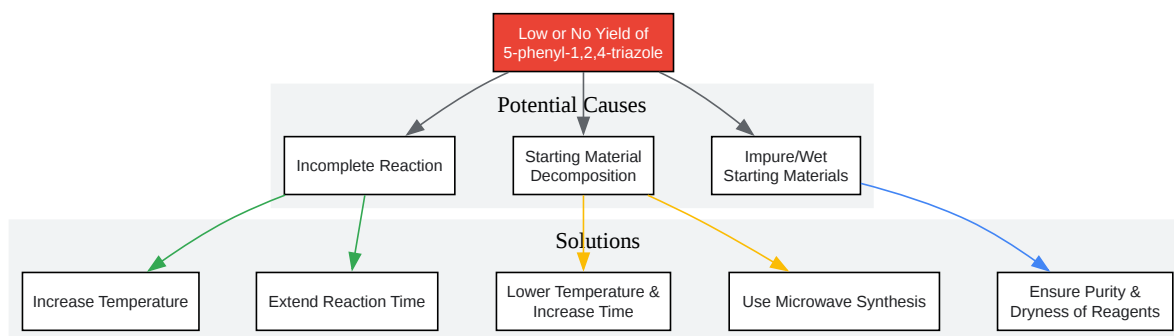 Low or No Yield of
5-phenyl-1,2,4-triazole
Potential Causes
Incomplete Reaction
Starting Material
Decomposition
Impure/Wet
Starting Materials
Solutions
Increase Temperature
Extend Reaction Time
Lower Temperature &
Increase Time
Use Microwave Synthesis
Ensure Purity &
Dryness of Reagents